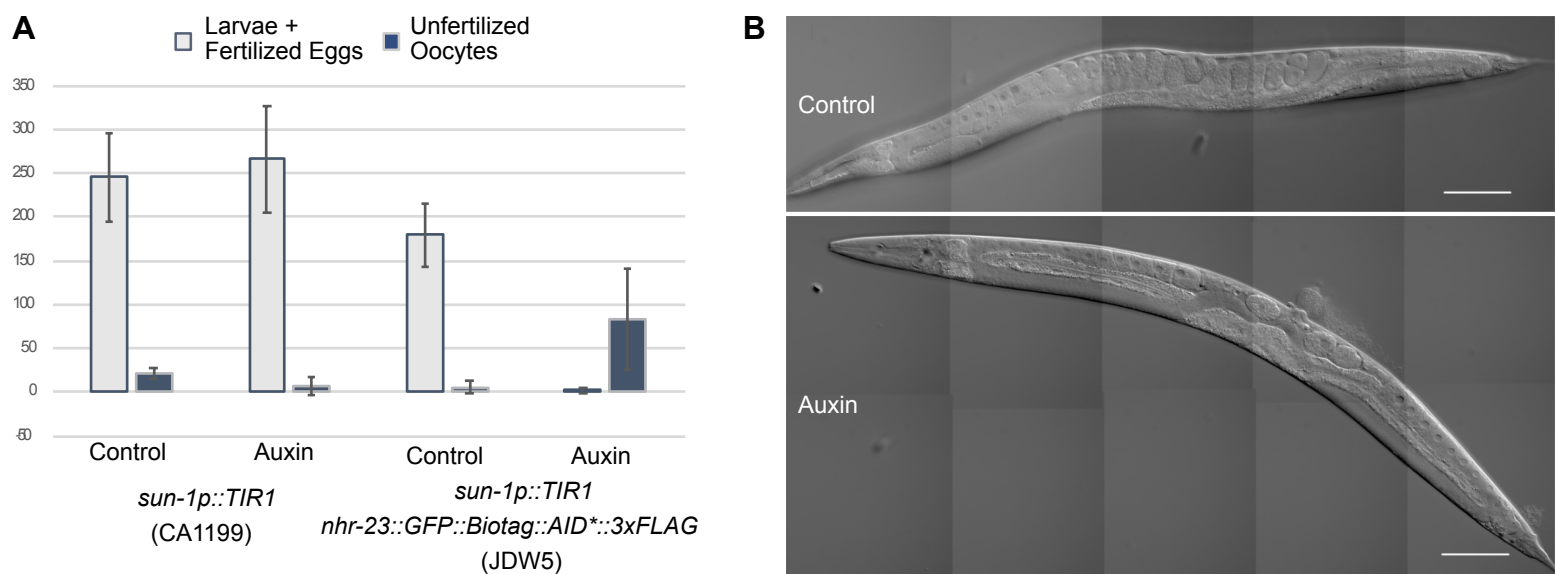 A
Larvae +
Fertilized Eggs
Unfertilized
Oocytes
350
300
250
200
150
100
50
0
-50
Control
Auxin
Control
Auxin
sun-1p::TIR1
(CA1199)
sun-1p::TIR1
nhr-23::GFP::Biotag::AID*::3xFLAG
(JDW5)
B
Control
Auxin